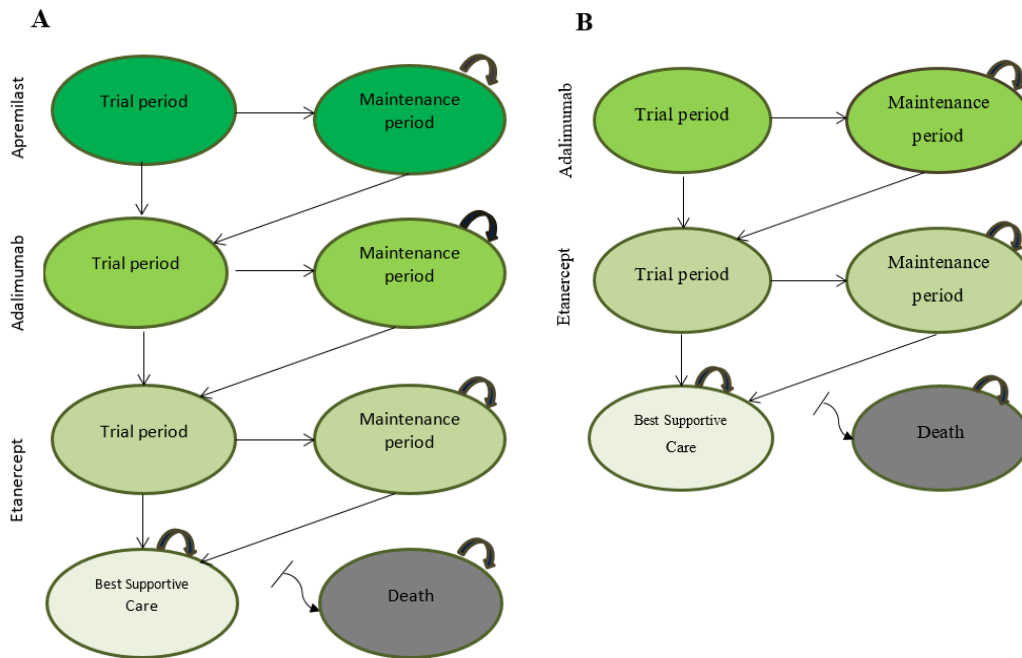 A
Apremilast
Trial period
Maintenance
period
Adalimumab
Trial period
Maintenance
period
Etanercept
Trial period
Maintenance
period
Best Supportive
Care
Death
B
Adalimumab
Trial period
Maintenance
period
Etanercept
Trial period
Maintenance
period
Best Supportive
Care
Death